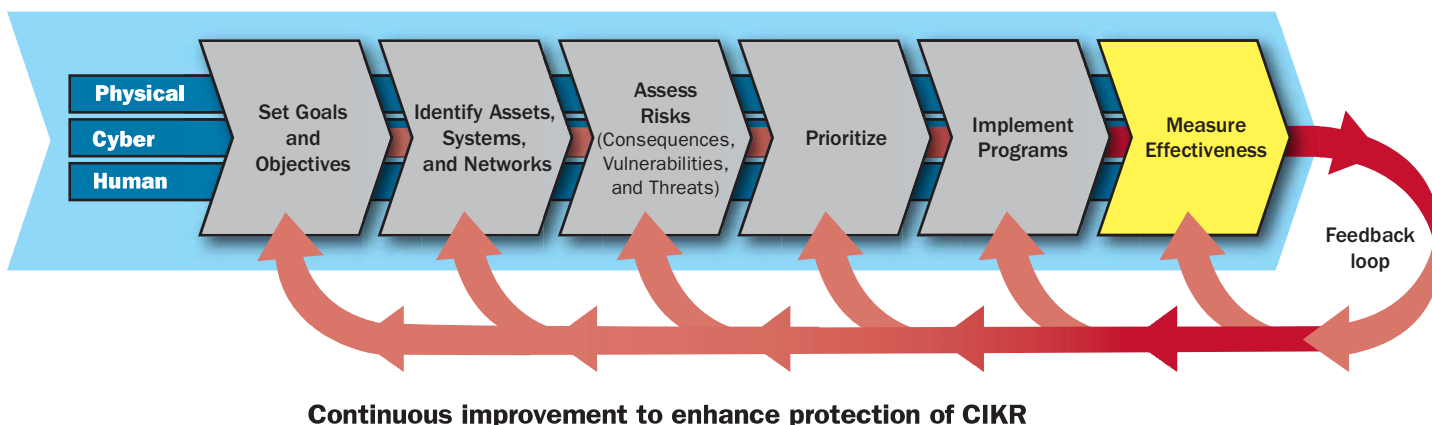 Physical
Cyber
Human
Set Goals
and
Objectives
Identify Assets,
Systems,
and Networks
Assess
Risks
(Consequences,
Vulnerabilities,
and Threats)
Prioritize
Implement
Programs
Measure
Effectiveness
Feedback
loop
Continuous improvement to enhance protection of CIKR